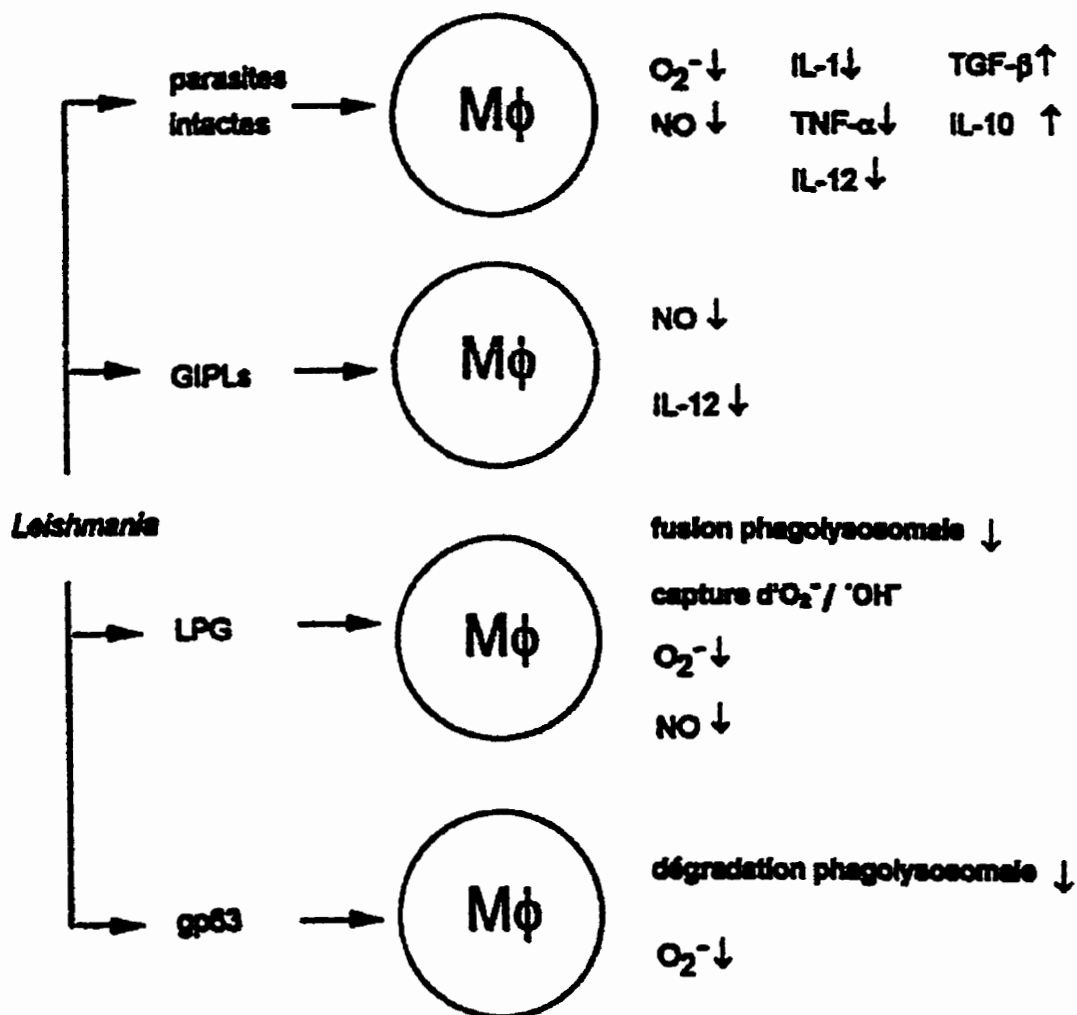 parasites
intactes
Mϕ
O₂⁻ ↓ IL-1 ↓ TGF-β ↑
NO ↓ TNF-α ↓ IL-10 ↑
IL-12 ↓
GIPLs
Mϕ
NO ↓
IL-12 ↓
Leishmania
LPG
Mϕ
fusion phagolysosomale ↓
capture d'O₂⁻/ ˙OH⁻
O₂⁻ ↓
NO ↓
gp63
Mϕ
dégradation phagolysosomale ↓
O₂⁻ ↓